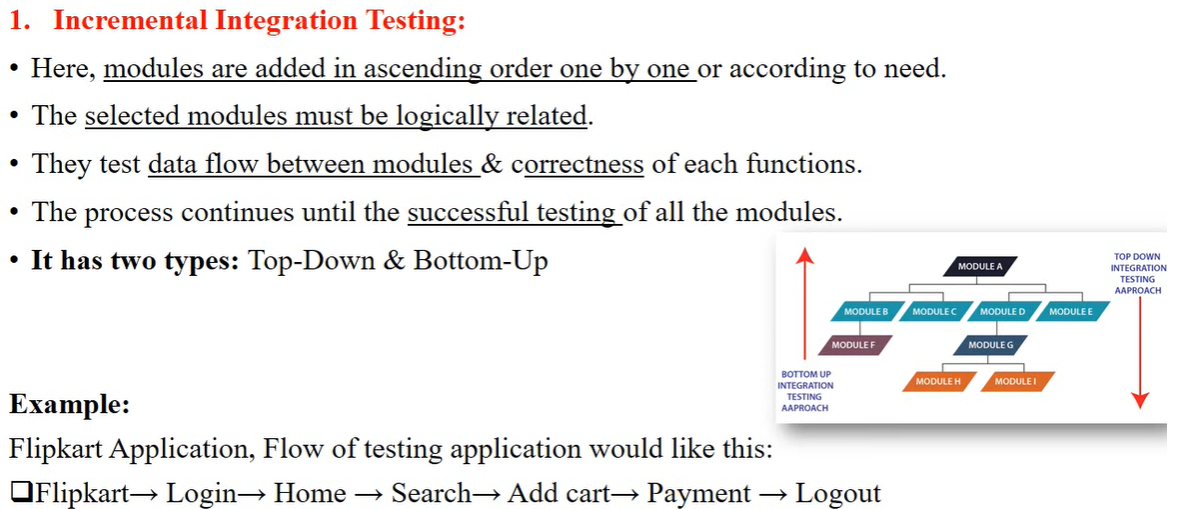 1. Incremental Integration Testing:
• Here, modules are added in ascending order one by one or according to need.
• The selected modules must be logically related.
• They test data flow between modules & correctness of each functions.
• The process continues until the successful testing of all the modules.
• It has two types: Top-Down & Bottom-Up
MODULE A
MODULE B MODULE C MODULE D MODULE E
MODULE F MODULE G
MODULE H MODULE I
TOP DOWN
INTEGRATION
TESTING
AAPROACH
BOTTOM UP
INTEGRATION
TESTING
AAPROACH
Example:
Flipkart Application, Flow of testing application would like this:
❑Flipkart→ Login→ Home → Search→ Add cart→ Payment → Logout